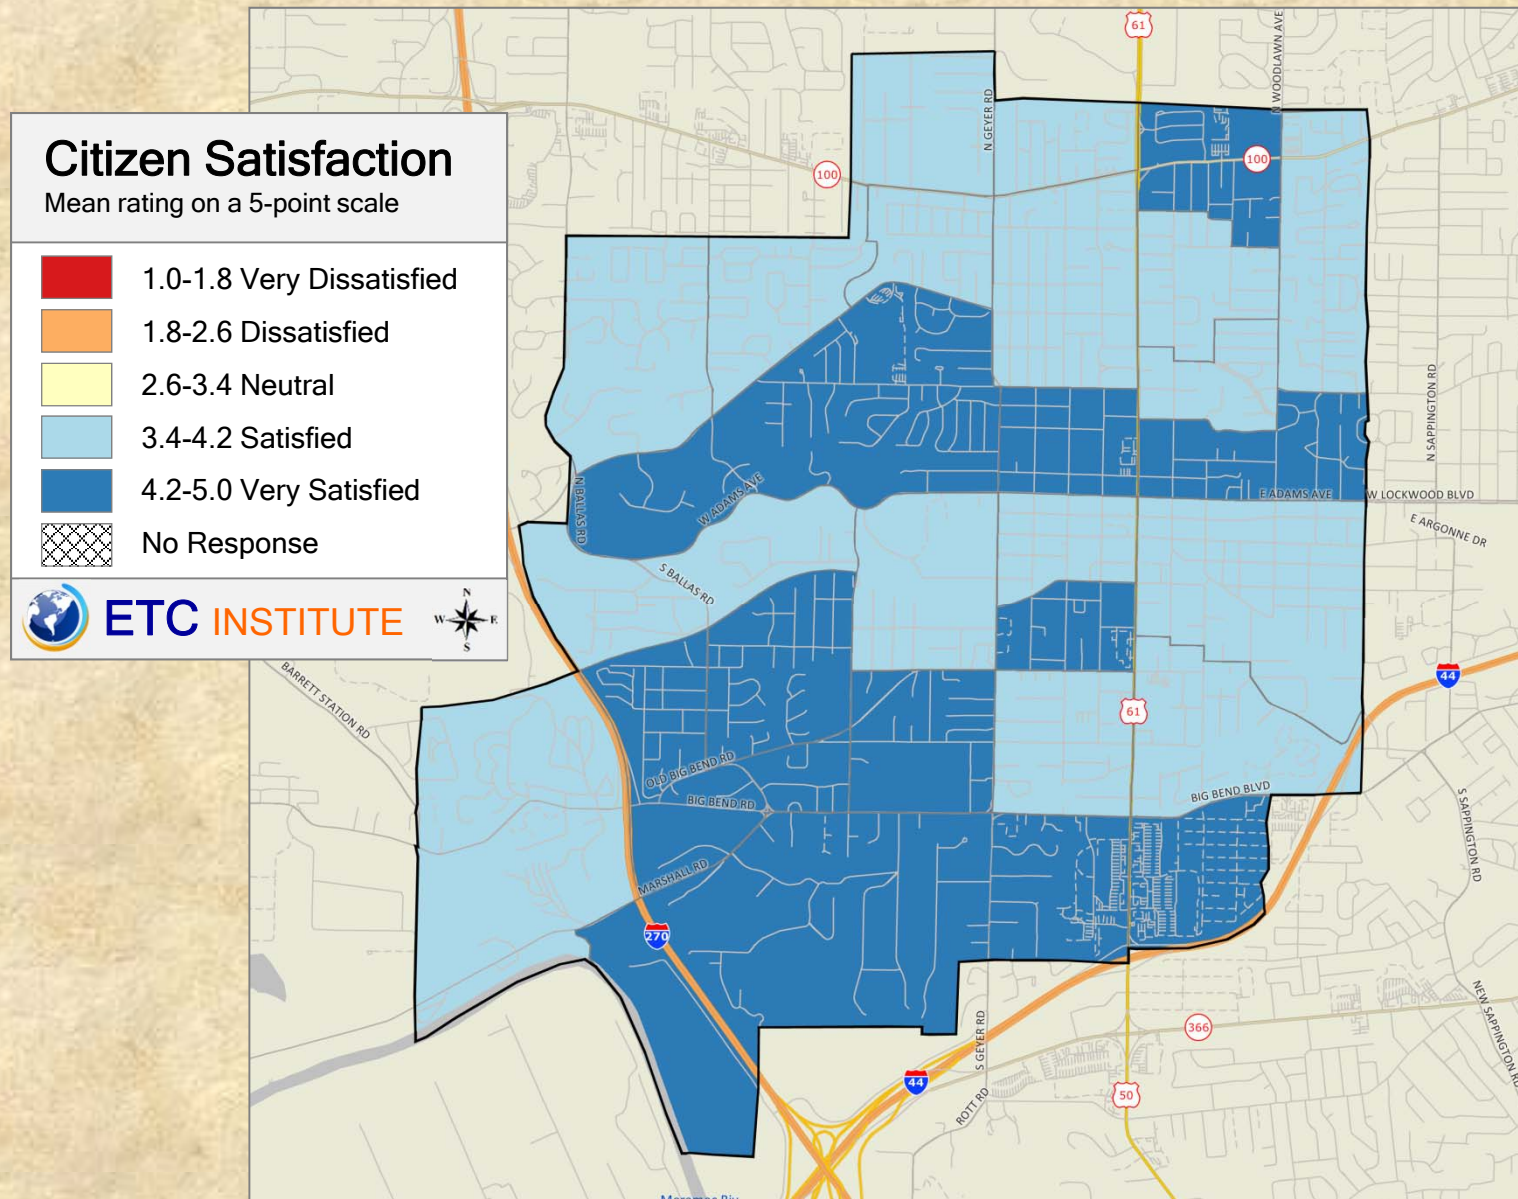 Citizen Satisfaction
Mean rating on a 5-point scale
1.0-1.8 Very Dissatisfied
1.8-2.6 Dissatisfied
2.6-3.4 Neutral
3.4-4.2 Satisfied
4.2-5.0 Very Satisfied
No Response
ETC INSTITUTE
N
W E
S
61
N WOODLAWN AVE
N GEYER RD
100
100
N SAPPINGTON RD
N BALLAS RD
W ADAMS AVE
E ADAMS AVE
W LOCKWOOD BLVD
E ARGONNE DR
S BALLAS RD
BARRETT STATION RD
44
61
OLD BIG BEND RD
BIG BEND RD
BIG BEND BLVD
S SAPPINGTON RD
MARSHALL RD
270
NEW SAPPINGTON RD
S GEYER RD
366
44
50
ROTT RD